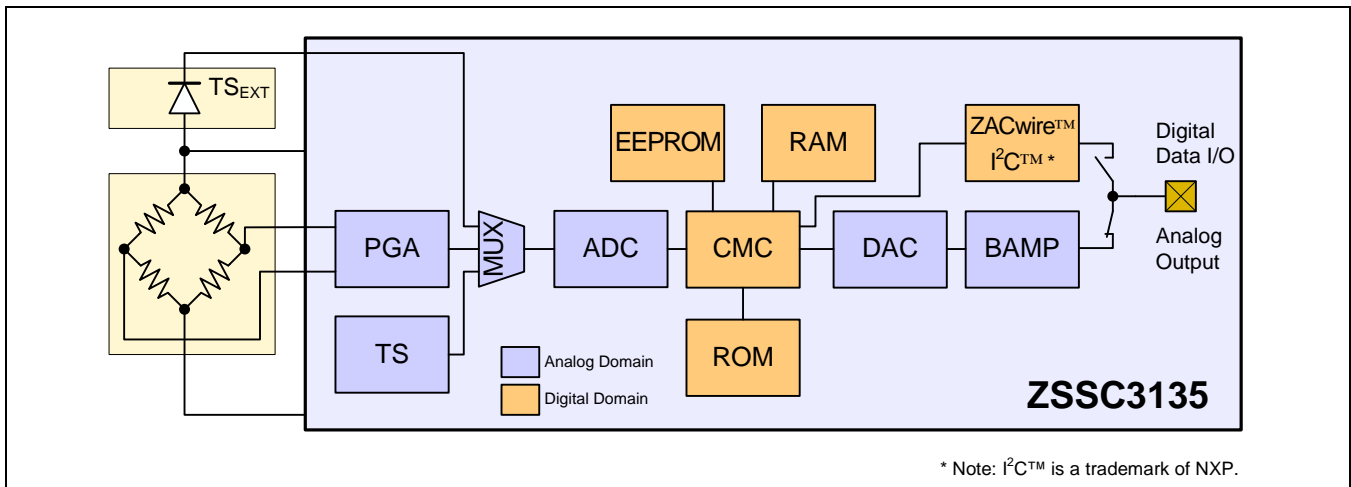 TSEXT
EEPROM
RAM
ZACwire™
I²C™ *
Digital
Data I/O
PGA
MUX
ADC
CMC
DAC
BAMP
Analog
Output
TS
ROM
Analog Domain
Digital Domain
ZSSC3135
* Note: I²C™ is a trademark of NXP.